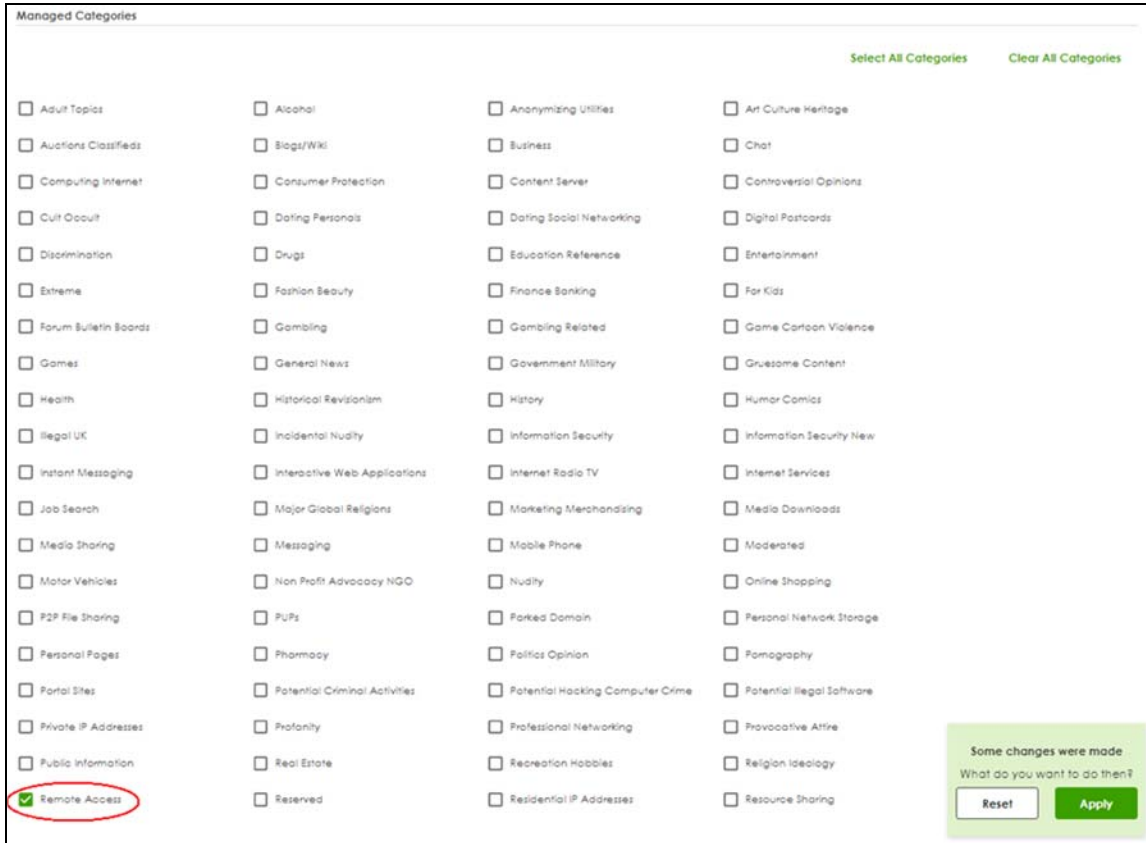 Managed Categories
Select All Categories Clear All Categories
Adult Topics Alcohol Anonymizing Utilities Art Culture Heritage
Auctions Classifieds Blogs/Wiki Business Chat
Computing Internet Consumer Protection Content Server Controversial Opinions
Cult Occult Dating Personals Dating Social Networking Digital Postcards
Discrimination Drugs Education Reference Entertainment
Extreme Fashion Beauty Finance Banking For Kids
Forum Bulletin Boards Gambling Gambling Related Game Cartoon Violence
Games General News Government Military Gruesome Content
Health Historical Revisionism History Humor Comics
Illegal UK Incidental Nudity Information Security Information Security New
Instant Messaging Interactive Web Applications Internet Radio TV Internet Services
Job Search Major Global Religions Marketing Merchandising Media Downloads
Media Sharing Messaging Mobile Phone Moderated
Motor Vehicles Non Profit Advocacy NGO Nudity Online Shopping
P2P File Sharing PUPs Parked Domain Personal Network Storage
Personal Pages Pharmacy Politics Opinion Pornography
Portal Sites Potential Criminal Activities Potential Hacking Computer Crime Potential Illegal Software
Private IP Addresses Profanity Professional Networking Provocative Attire
Public Information Real Estate Recreation Hobbies Religion Ideology
Remote Access Reserved Residential IP Addresses Resource Sharing
Some changes were made
What do you want to do then?
Reset Apply